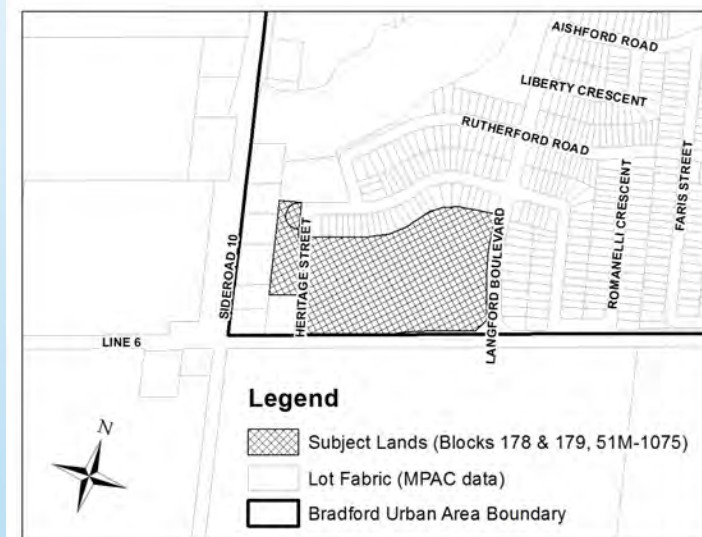 AISHFORD ROAD
LIBERTY CRESCENT
RUTHERFORD ROAD
FARIS STREET
ROMANELLI CRESCENT
LANGFORD BOULEVARD
HERITAGE STREET
SIDEROAD 10
LINE 6
N
Legend
Subject Lands (Blocks 178 & 179, 51M-1075)
Lot Fabric (MPAC data)
Bradford Urban Area Boundary